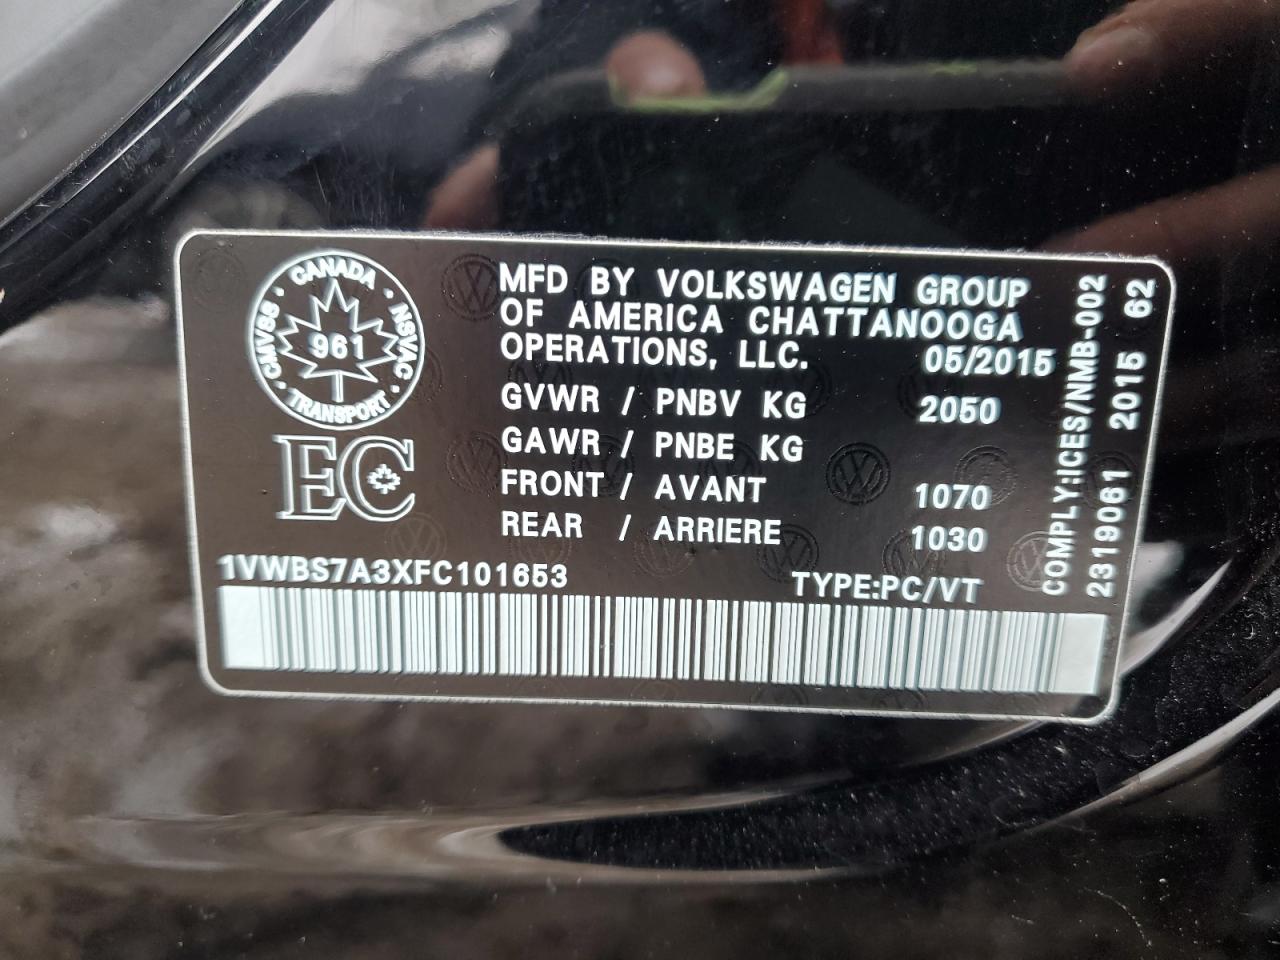 CANADA
CMVSS · NSVAC
961
TRANSPORT
EC
MFD BY VOLKSWAGEN GROUP
OF AMERICA CHATTANOOGA
OPERATIONS, LLC. 05/2015
GVWR / PNBV KG 2050
GAWR / PNBE KG
FRONT / AVANT 1070
REAR / ARRIERE 1030
1VWBS7A3XFC101653 TYPE:PC/VT
COMPLY:ICES/NMB-002
2319061 2015 62